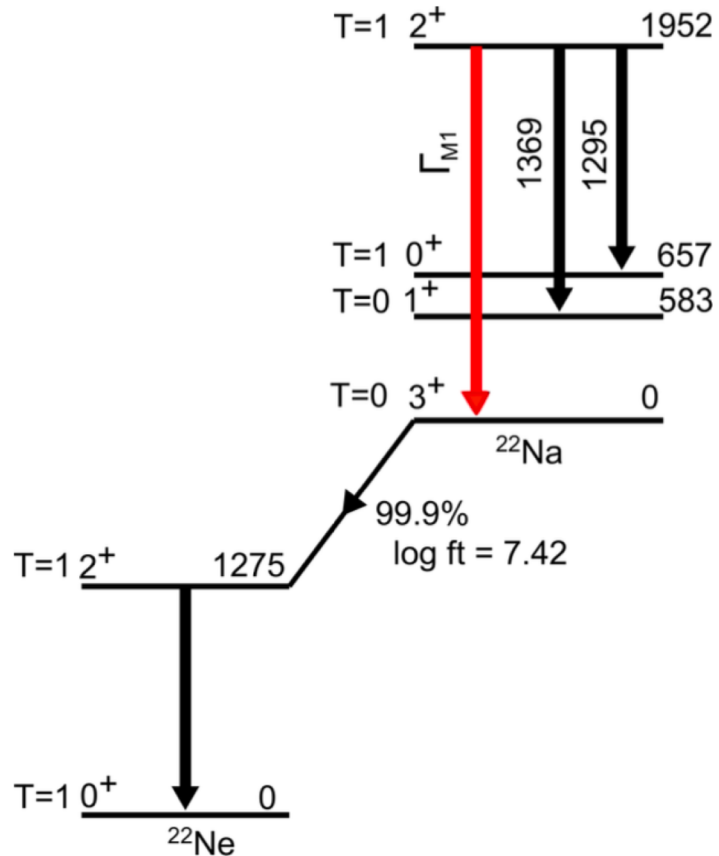 T=1 2⁺ 1952
Γ_M1
1369
1295
T=1 0⁺ 657
T=0 1⁺ 583
T=0 3⁺ 0
²²Na
99.9%
log ft = 7.42
T=1 2⁺ 1275
T=1 0⁺ 0
²²Ne